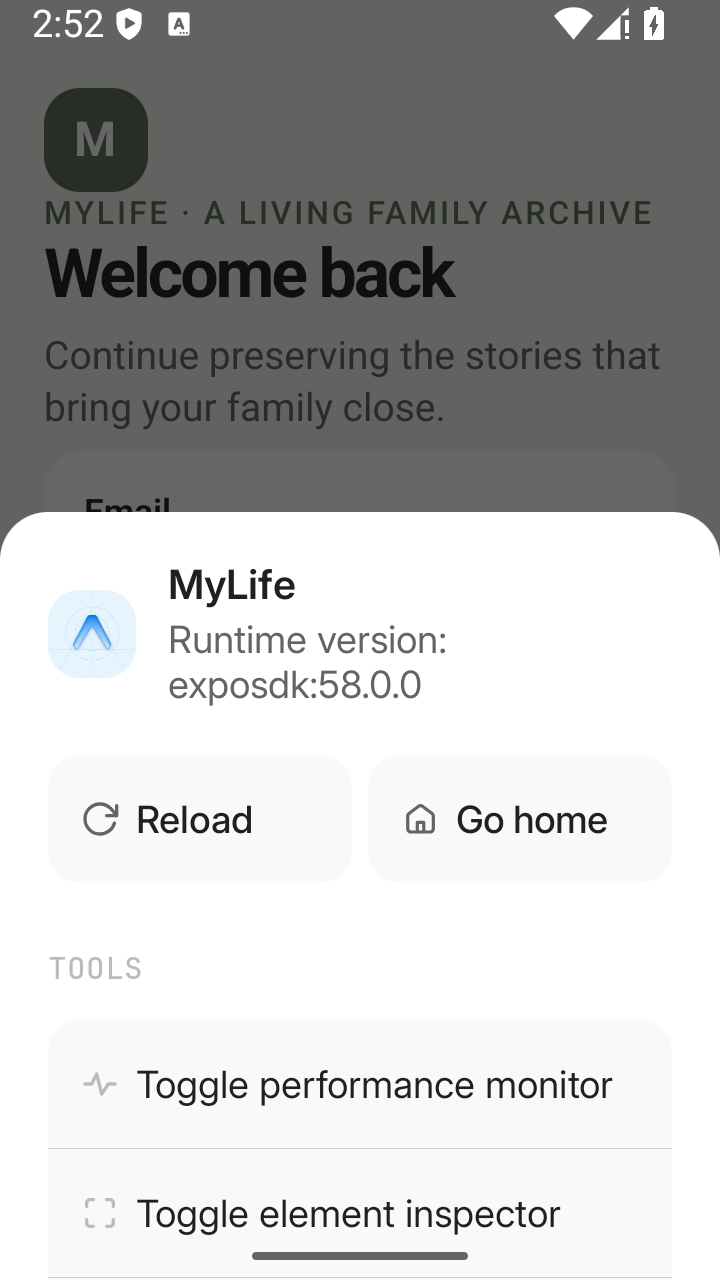 2:52
M
MYLIFE · A LIVING FAMILY ARCHIVE
Welcome back
Continue preserving the stories that
bring your family close.
Email
MyLife
Runtime version:
exposdk:58.0.0
Reload
Go home
TOOLS
Toggle performance monitor
Toggle element inspector